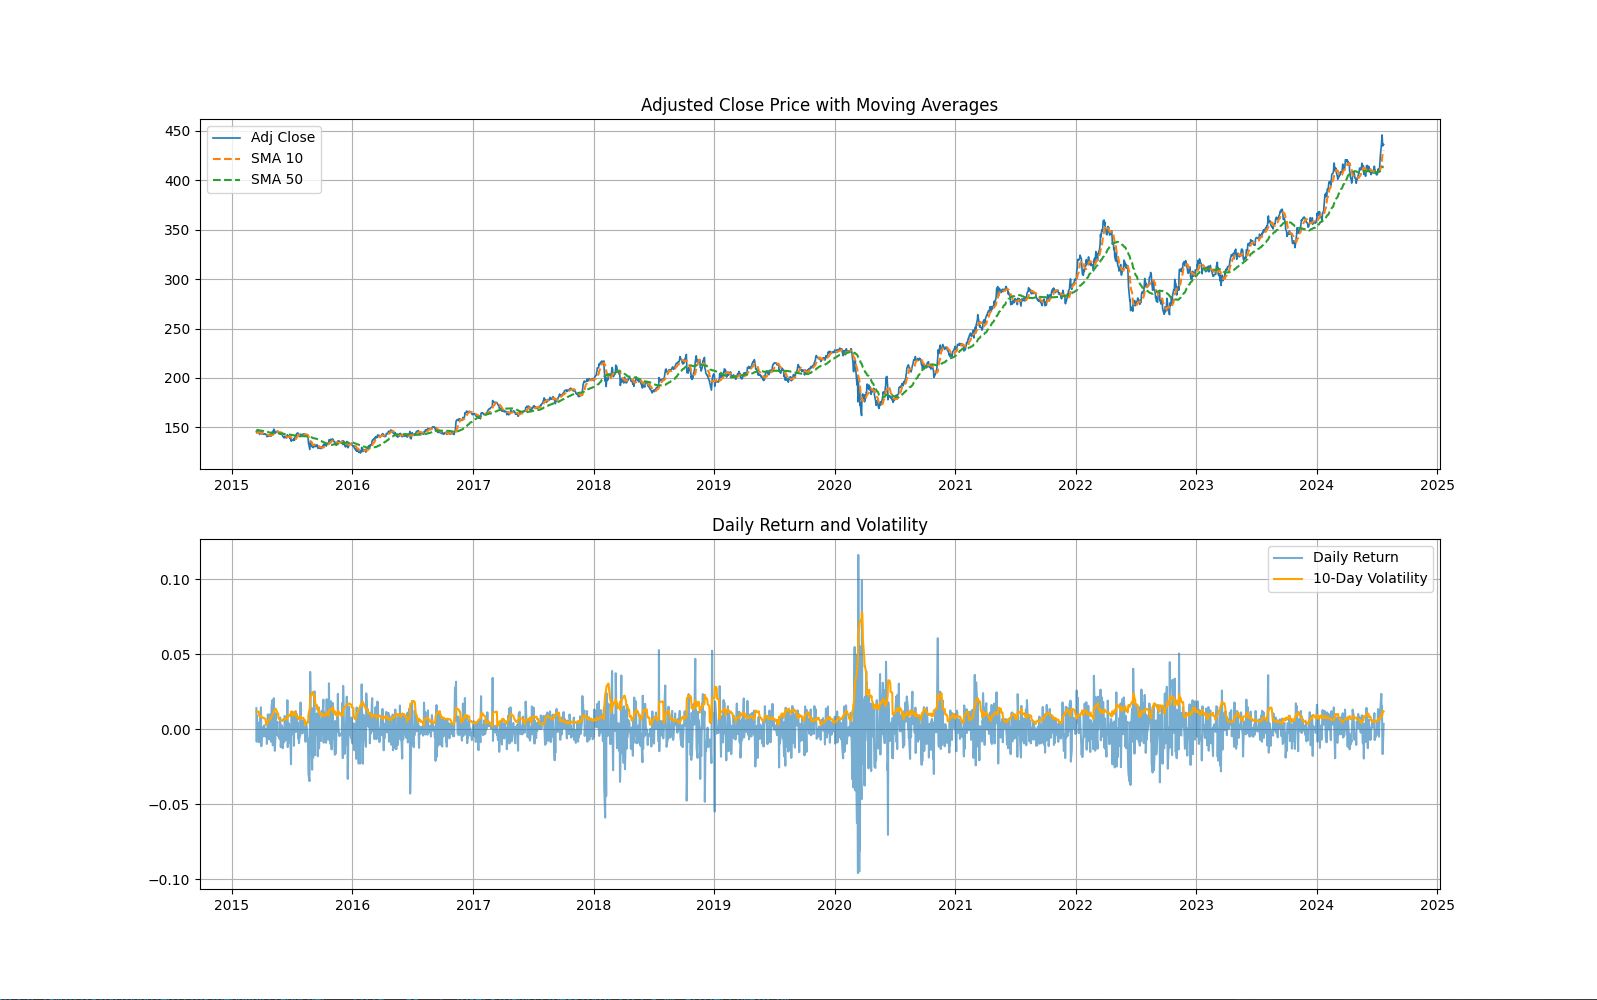 Adjusted Close Price with Moving Averages
450
400
350
300
250
200
150
Adj Close
SMA 10
SMA 50
2015 2016 2017 2018 2019 2020 2021 2022 2023 2024 2025
Daily Return and Volatility
0.10
0.05
0.00
−0.05
−0.10
Daily Return
10-Day Volatility
2015 2016 2017 2018 2019 2020 2021 2022 2023 2024 2025